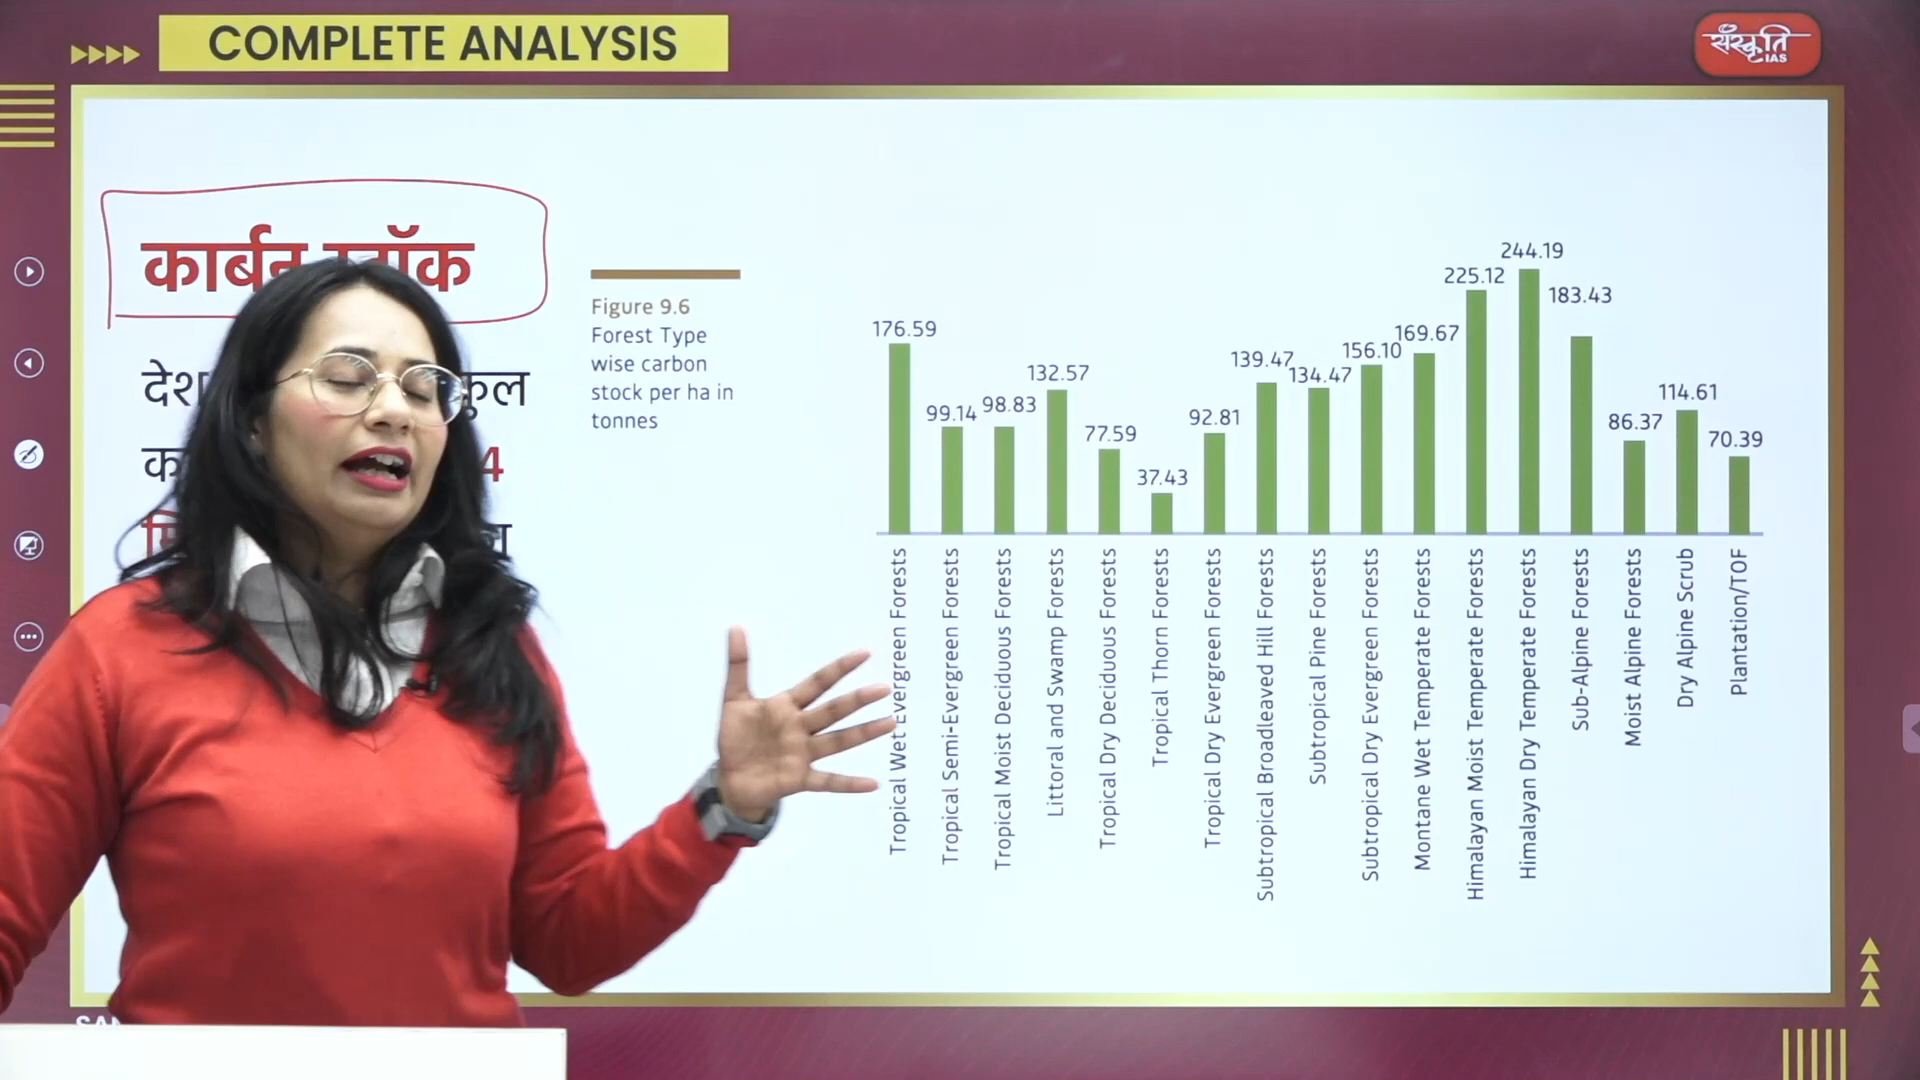 COMPLETE ANALYSIS
संस्कृति
IAS
देश
कुल
4
Figure 9.6
Forest Type
wise carbon
stock per ha in
tonnes
176.59
99.14
98.83
132.57
77.59
37.43
92.81
139.47
134.47
156.10
169.67
225.12
244.19
183.43
86.37
114.61
70.39
Tropical Wet Evergreen Forests
Tropical Semi-Evergreen Forests
Tropical Moist Deciduous Forests
Littoral and Swamp Forests
Tropical Dry Deciduous Forests
Tropical Thorn Forests
Tropical Dry Evergreen Forests
Subtropical Broadleaved Hill Forests
Subtropical Pine Forests
Subtropical Dry Evergreen Forests
Montane Wet Temperate Forests
Himalayan Moist Temperate Forests
Himalayan Dry Temperate Forests
Sub-Alpine Forests
Moist Alpine Forests
Dry Alpine Scrub
Plantation/TOF